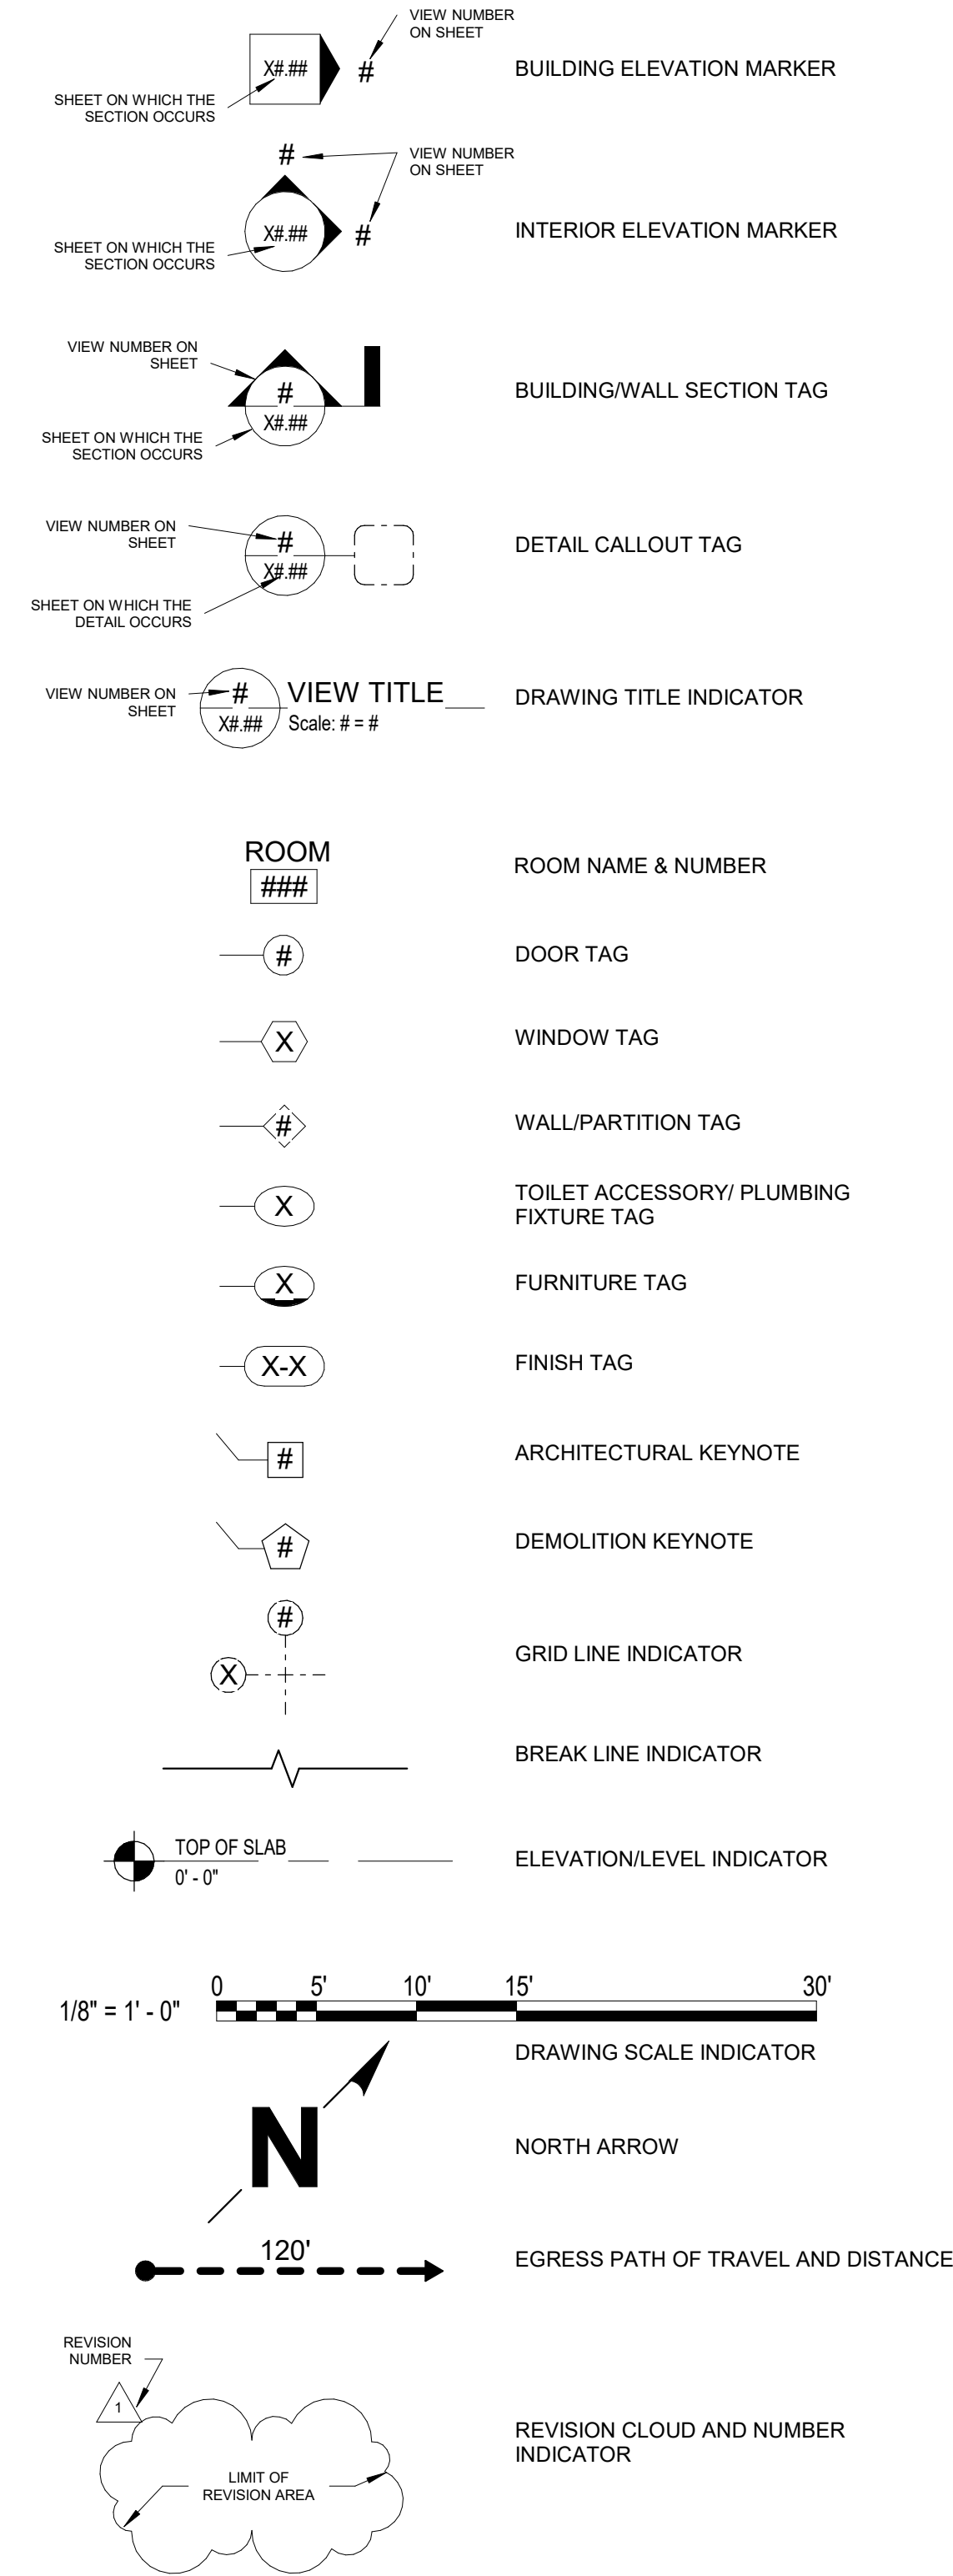 VIEW NUMBER
ON SHEET
X#.##
#
BUILDING ELEVATION MARKER
SHEET ON WHICH THE
SECTION OCCURS
#
VIEW NUMBER
ON SHEET
X#.##
#
INTERIOR ELEVATION MARKER
SHEET ON WHICH THE
SECTION OCCURS
VIEW NUMBER ON
SHEET
#
X#.##
BUILDING/WALL SECTION TAG
SHEET ON WHICH THE
SECTION OCCURS
VIEW NUMBER ON
SHEET
#
X#.##
DETAIL CALLOUT TAG
SHEET ON WHICH THE
DETAIL OCCURS
VIEW NUMBER ON
SHEET
#
X#.##
VIEW TITLE
Scale: # = #
DRAWING TITLE INDICATOR
ROOM
###
ROOM NAME & NUMBER
#
DOOR TAG
X
WINDOW TAG
#
WALL/PARTITION TAG
X
TOILET ACCESSORY/ PLUMBING
FIXTURE TAG
X
FURNITURE TAG
X-X
FINISH TAG
#
ARCHITECTURAL KEYNOTE
#
DEMOLITION KEYNOTE
#
X
GRID LINE INDICATOR
BREAK LINE INDICATOR
TOP OF SLAB
0' - 0"
ELEVATION/LEVEL INDICATOR
0 5' 10' 15' 30'
1/8" = 1' - 0"
DRAWING SCALE INDICATOR
N
NORTH ARROW
120'
EGRESS PATH OF TRAVEL AND DISTANCE
REVISION
NUMBER
1
REVISION CLOUD AND NUMBER
INDICATOR
LIMIT OF
REVISION AREA